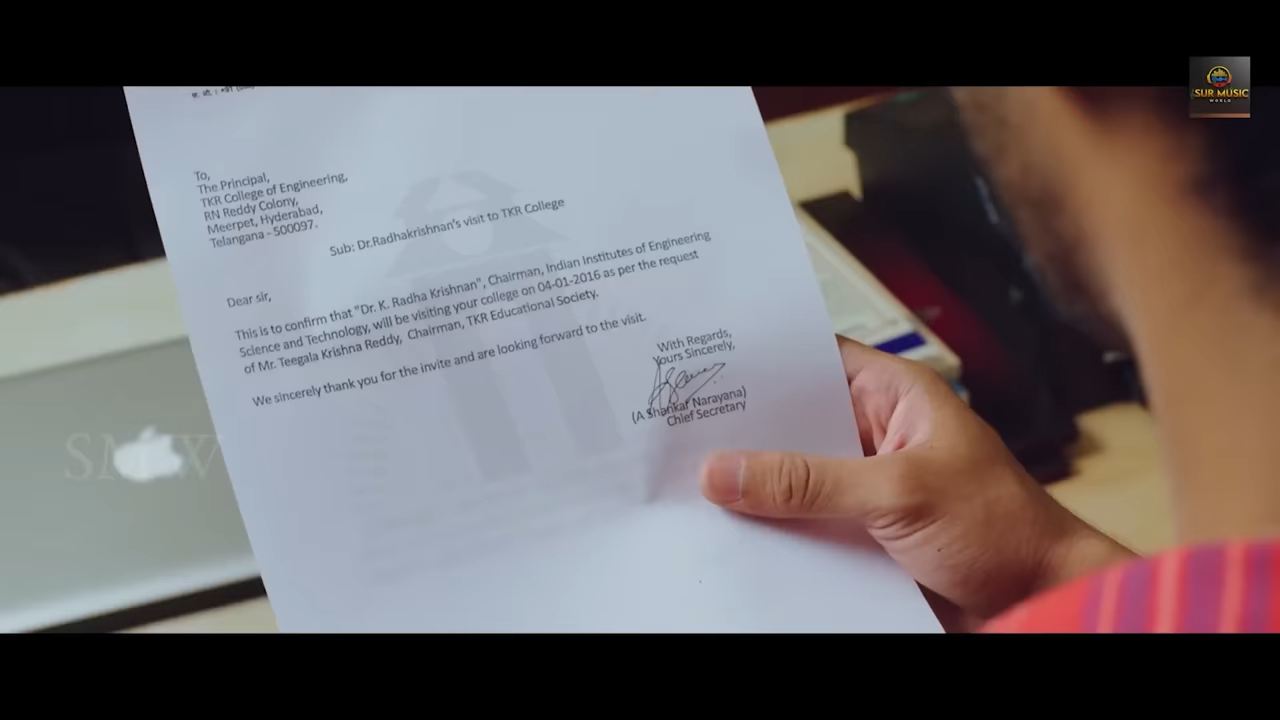 SUR MUSIC
WORLD
To,
The Principal,
TKR College of Engineering,
RN Reddy Colony,
Meerpet, Hyderabad,
Telangana - 500097.
Sub: Dr.Radhakrishnan's visit to TKR College
Dear sir,
This is to confirm that "Dr. K. Radha Krishnan", Chairman, Indian Institutes of Engineering
Science and Technology, will be visiting your college on 04-01-2016 as per the request
of Mr. Teegala Krishna Reddy, Chairman, TKR Educational Society.
We sincerely thank you for the invite and are looking forward to the visit.
With Regards,
Yours Sincerely,
(A Shankar Narayana)
Chief Secretary